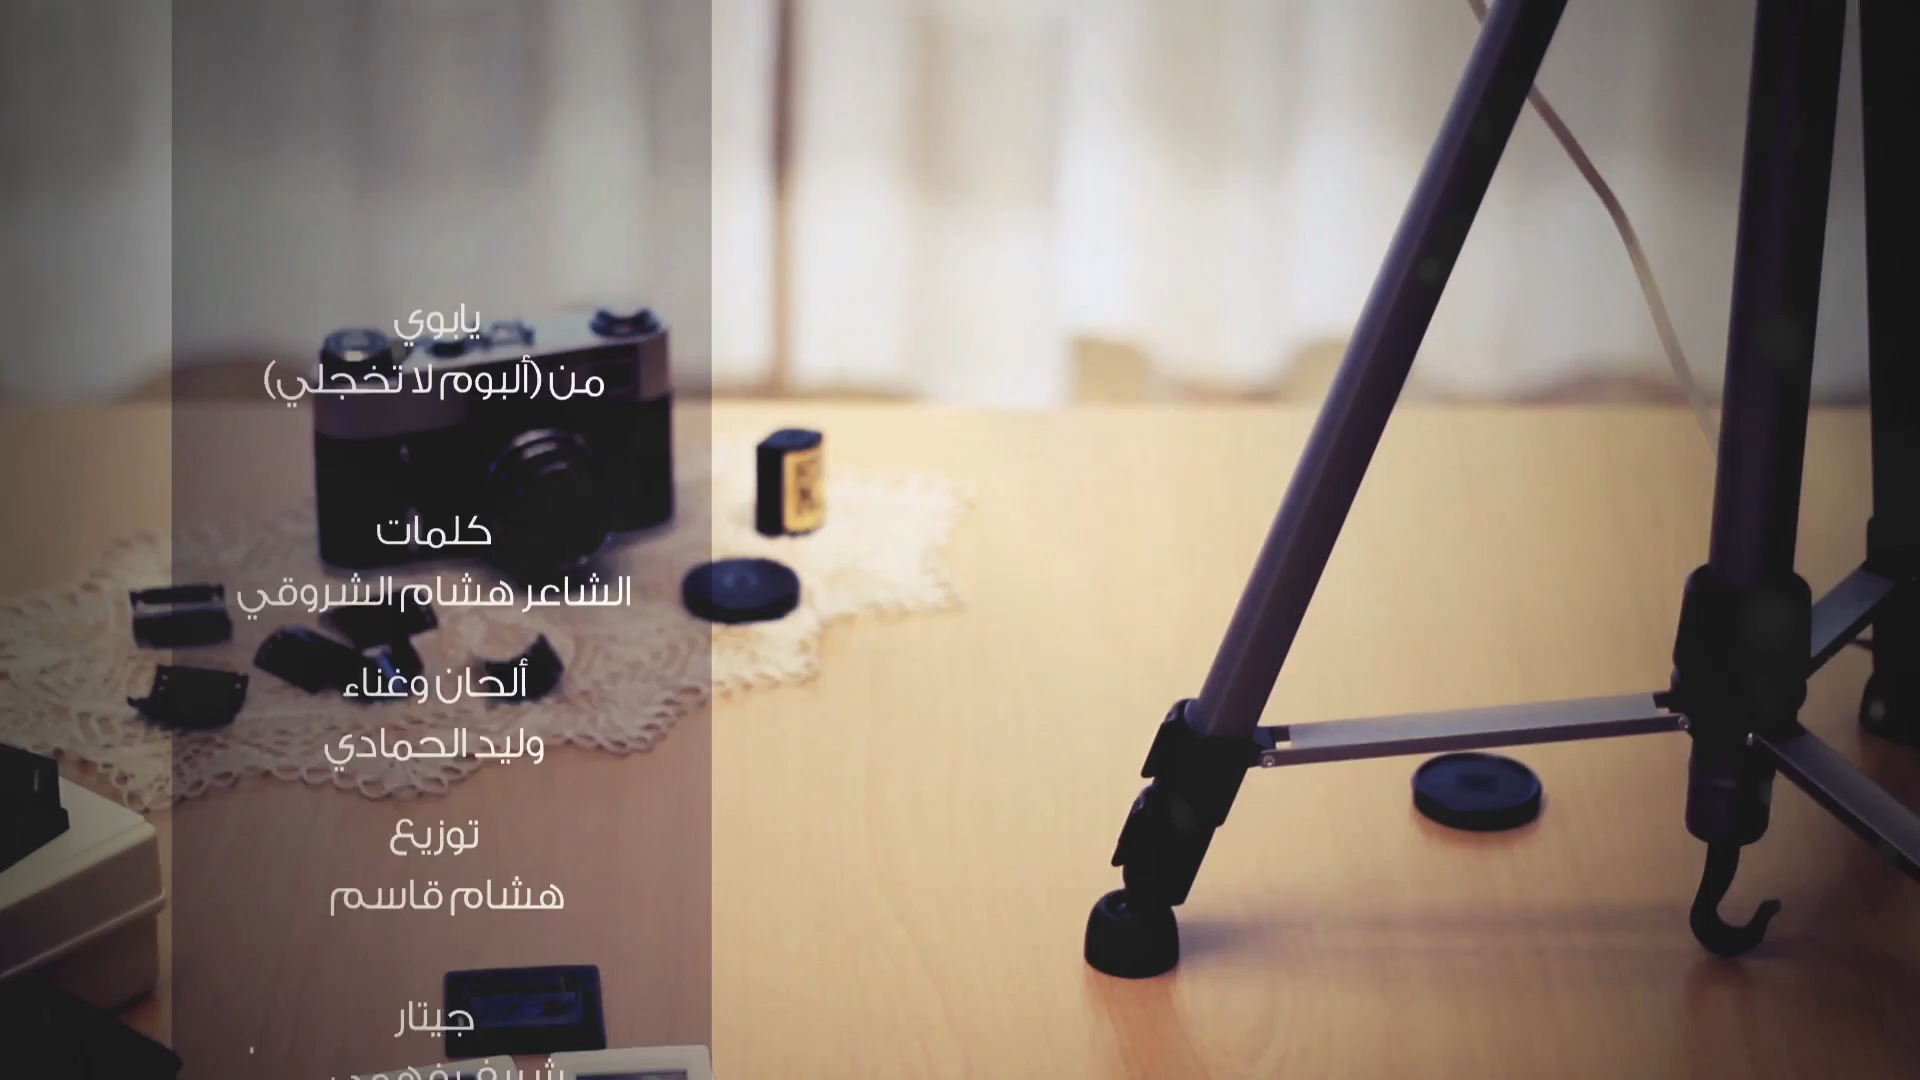 يابوي
من (ألبوم لا تخجلي)
كلمات
الشاعر هشام الشروقي
ألحان وغناء
وليد الحمادي
توزيع
هشام قاسم
جيتار